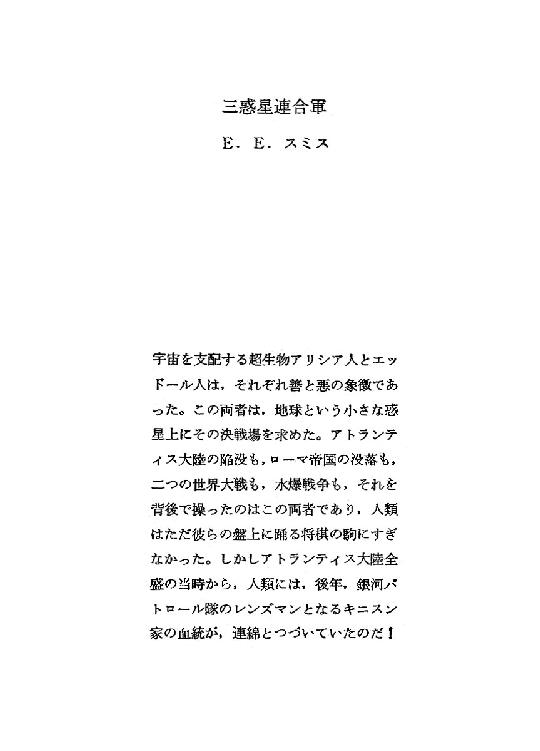 三惑星連合軍
E. E. スミス
宇宙を支配する超生物アリシア人とエッ
ドール人は，それぞれ善と悪の象徴であ
った。この両者は，地球という小さな惑
星上にその決戦場を求めた。アトランテ
ィス大陸の陥没も，ローマ帝国の没落も，
二つの世界大戦も，水爆戦争も，それを
背後で操ったのはこの両者であり，人類
はただ彼らの盤上に踊る将棋の駒にすぎ
なかった。しかしアトランティス大陸全
盛の当時から，人類には，後年，銀河パ
トロール隊のレンズマンとなるキニスン
家の血統が，連綿とつづいていたのだ！